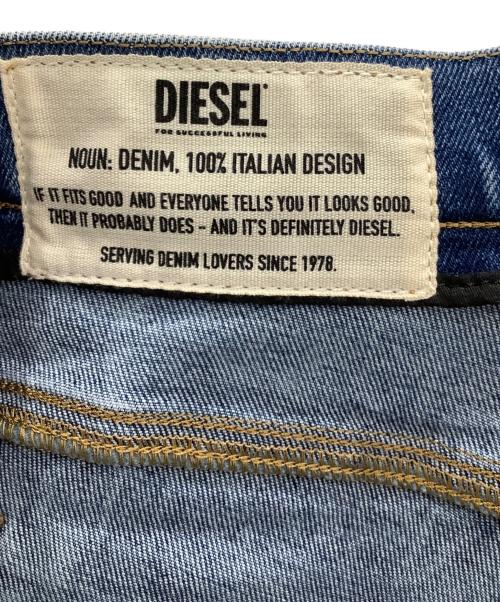 DIESEL
FOR SUCCESSFUL LIVING
NOUN: DENIM, 100% ITALIAN DESIGN
IF IT FITS GOOD AND EVERYONE TELLS YOU IT LOOKS GOOD,
THEN IT PROBABLY DOES - AND IT'S DEFINITELY DIESEL.
SERVING DENIM LOVERS SINCE 1978.